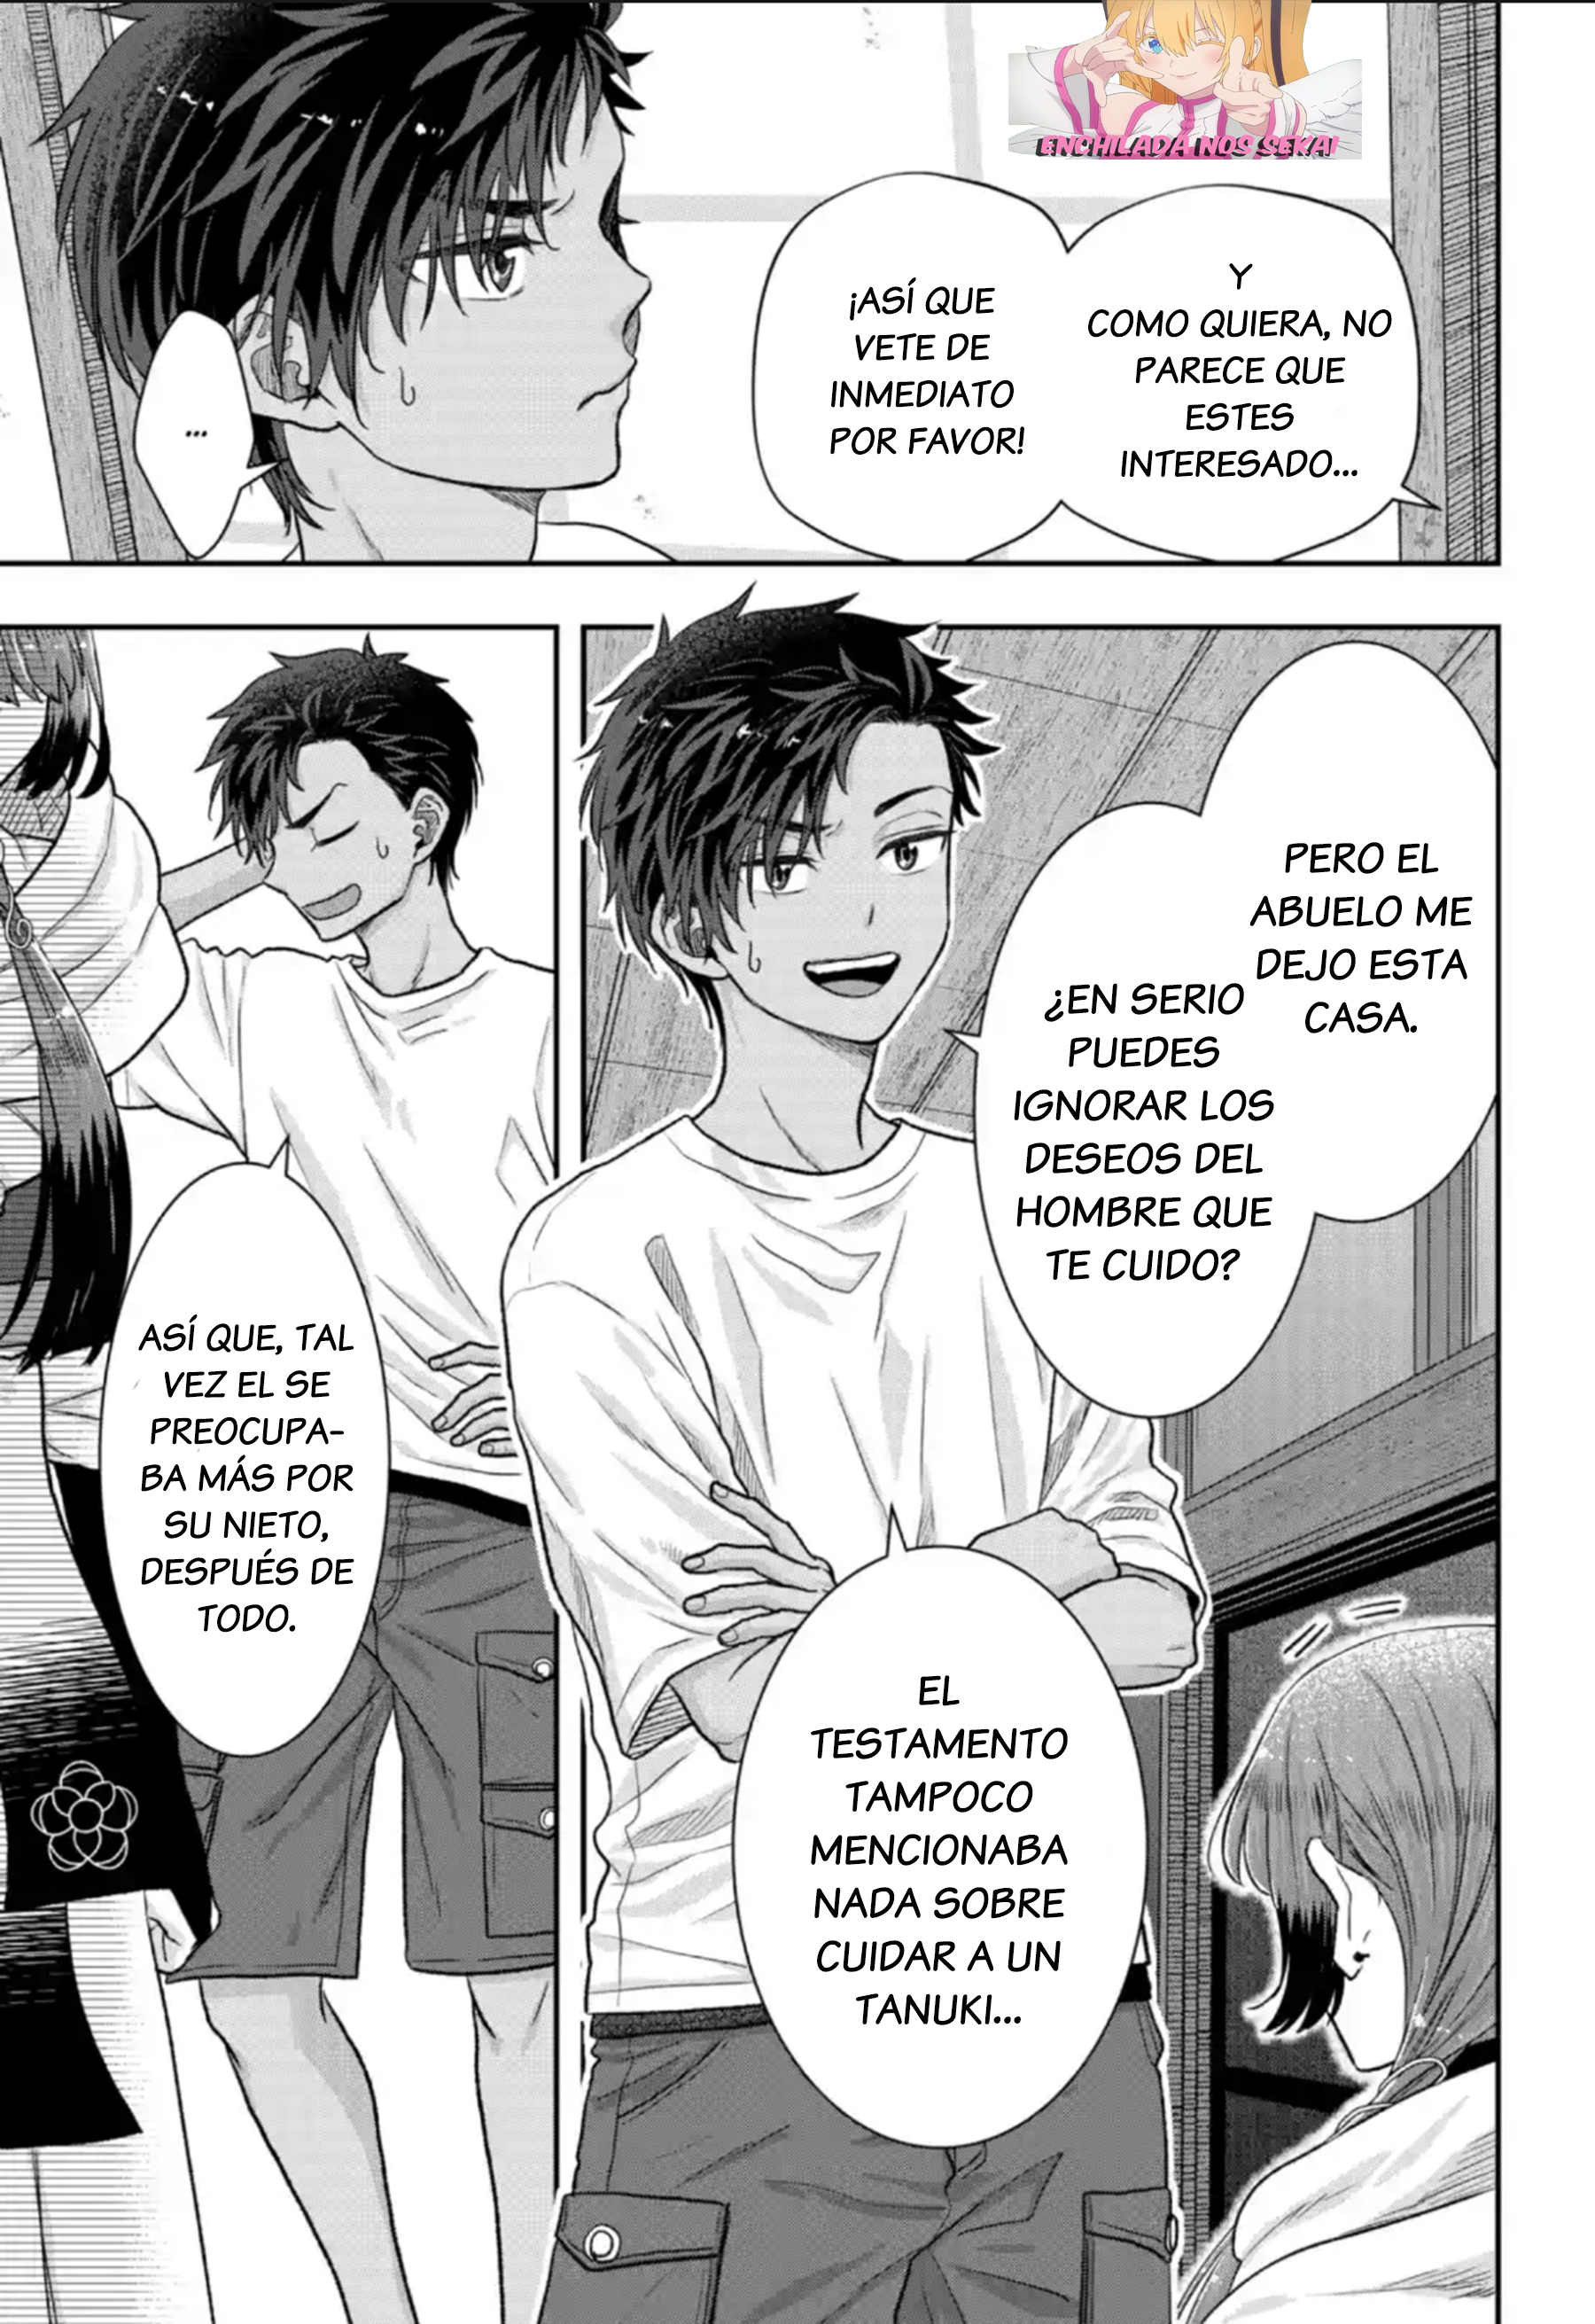 ENCHILADA NOS SEKAI
Y
COMO QUIERA, NO
PARECE QUE
ESTES
INTERESADO...
¡ASÍ QUE
VETE DE
INMEDIATO
POR FAVOR!
...
PERO EL
ABUELO ME
DEJO ESTA
CASA.
¿EN SERIO
PUEDES
IGNORAR LOS
DESEOS DEL
HOMBRE QUE
TE CUIDO?
EL
TESTAMENTO
TAMPOCO
MENCIONABA
NADA SOBRE
CUIDAR A UN
TANUKI...
ASÍ QUE, TAL
VEZ EL SE
PREOCUPA-
BA MÁS POR
SU NIETO,
DESPUÉS DE
TODO.